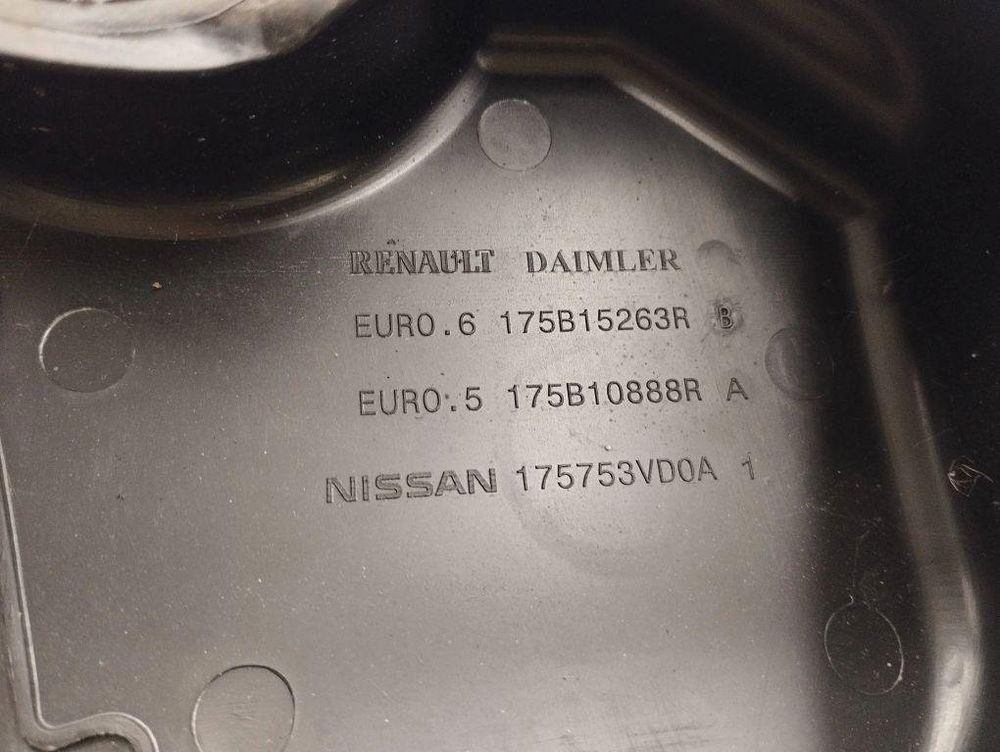 RENAULT DAIMLER
EURO.6 175B15263R B
EURO.5 175B10888R A
NISSAN 175753VD0A 1